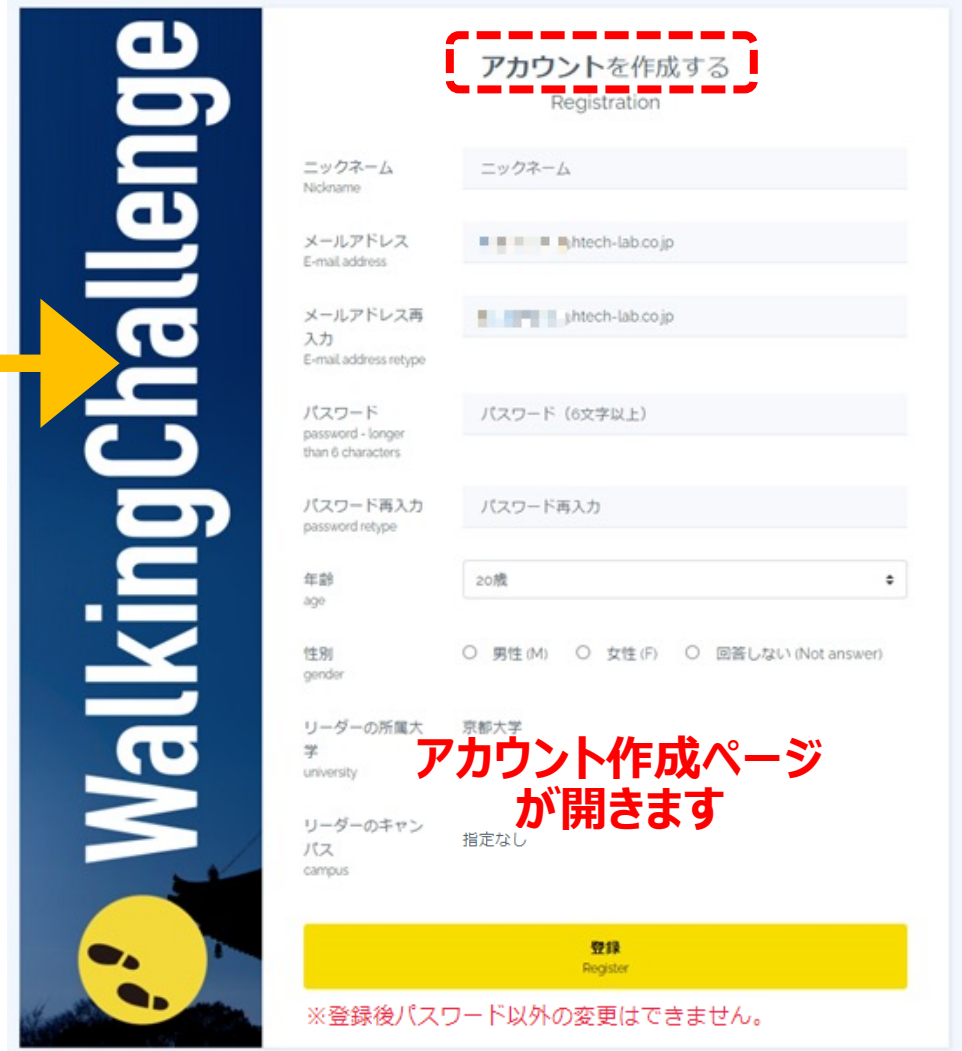 WalkingChallenge
アカウントを作成する
Registration
ニックネーム
Nickname
ニックネーム
メールアドレス
E-mail address
htech-lab.co.jp
メールアドレス再
入力
E-mail address retype
htech-lab.co.jp
パスワード
password - longer
than 6 characters
パスワード（6文字以上）
パスワード再入力
password retype
パスワード再入力
年齢
age
20歳
性別
gender
男性 (M) 女性 (F) 回答しない (Not answer)
リーダーの所属大
学
university
京都大学
アカウント作成ページ
が開きます
リーダーのキャン
パス
campus
指定なし
登録
Register
※登録後パスワード以外の変更はできません。